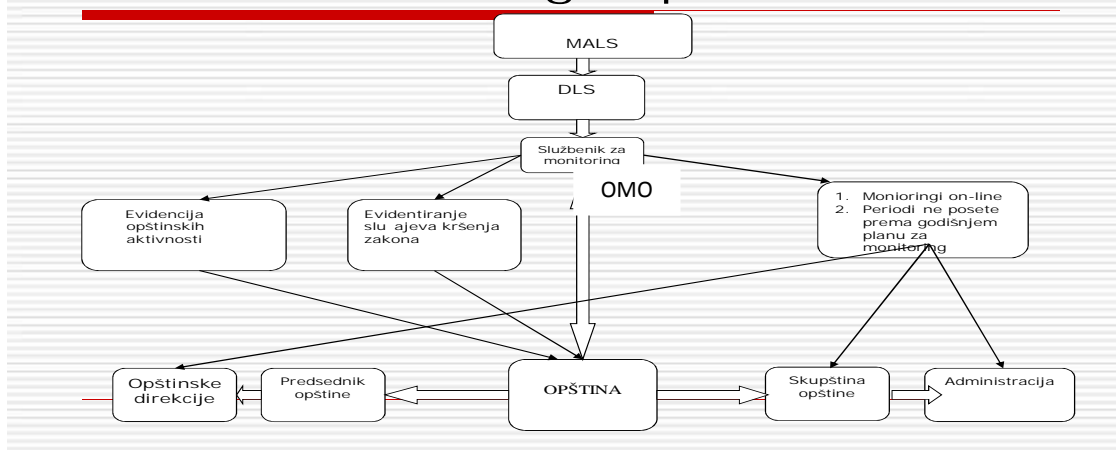 MALS
DLS
Službenik za
monitoring
OMO
Evidencija
opštinskih
aktivnosti
Evidentiranje
slu ajeva kršenja
zakona
1. Monioringi on-line
2. Periodi ne posete
prema godišnjem
planu za
monitoring
Opštinske
direkcije
Predsednik
opštine
OPŠTINA
Skupština
opštine
Administracija